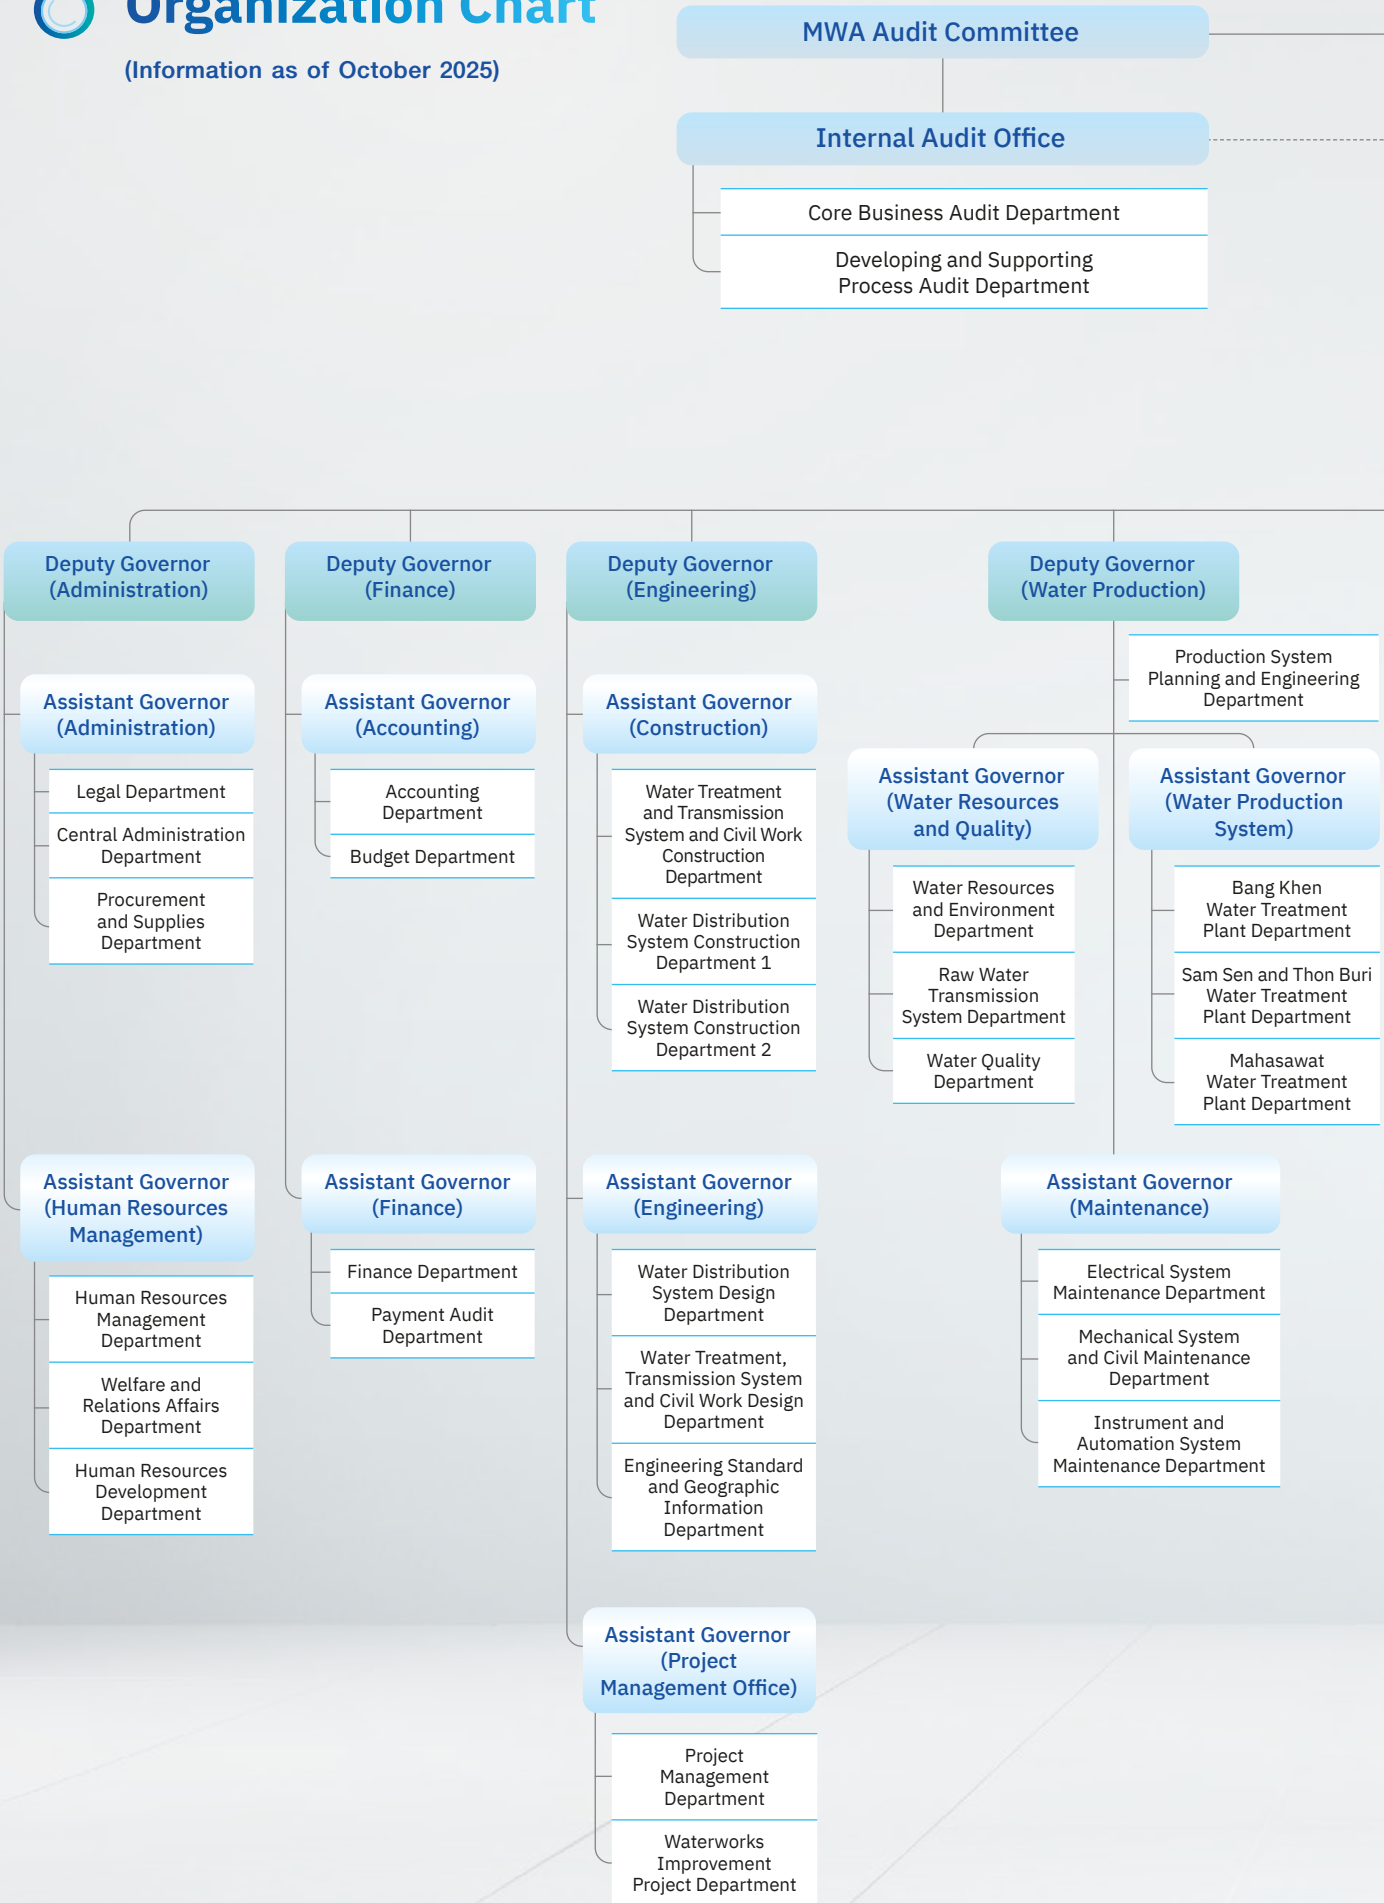 Organization Chart
(Information as of October 2025)
MWA Audit Committee
Internal Audit Office
Core Business Audit Department
Developing and Supporting
Process Audit Department
Deputy Governor
(Administration)
Assistant Governor
(Administration)
Legal Department
Central Administration
Department
Procurement
and Supplies
Department
Assistant Governor
(Human Resources
Management)
Human Resources
Management
Department
Welfare and
Relations Affairs
Department
Human Resources
Development
Department
Deputy Governor
(Finance)
Assistant Governor
(Accounting)
Accounting
Department
Budget Department
Assistant Governor
(Finance)
Finance Department
Payment Audit
Department
Deputy Governor
(Engineering)
Assistant Governor
(Construction)
Water Treatment
and Transmission
System and Civil Work
Construction
Department
Water Distribution
System Construction
Department 1
Water Distribution
System Construction
Department 2
Assistant Governor
(Engineering)
Water Distribution
System Design
Department
Water Treatment,
Transmission System
and Civil Work Design
Department
Engineering Standard
and Geographic
Information
Department
Assistant Governor
(Project
Management Office)
Project
Management
Department
Waterworks
Improvement
Project Department
Deputy Governor
(Water Production)
Production System
Planning and Engineering
Department
Assistant Governor
(Water Resources
and Quality)
Water Resources
and Environment
Department
Raw Water
Transmission
System Department
Water Quality
Department
Assistant Governor
(Water Production
System)
Bang Khen
Water Treatment
Plant Department
Sam Sen and Thon Buri
Water Treatment
Plant Department
Mahasawat
Water Treatment
Plant Department
Assistant Governor
(Maintenance)
Electrical System
Maintenance Department
Mechanical System
and Civil Maintenance
Department
Instrument and
Automation System
Maintenance Department